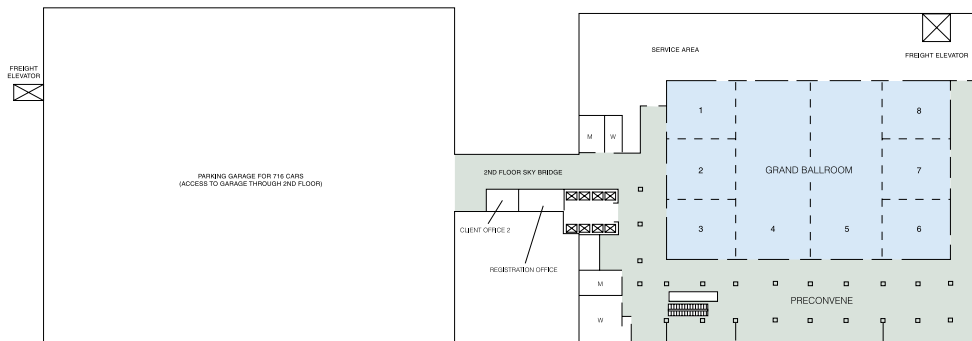 FREIGHT
ELEVATOR
PARKING GARAGE FOR 716 CARS
(ACCESS TO GARAGE THROUGH 2ND FLOOR)
SERVICE AREA
FREIGHT ELEVATOR
M
W
2ND FLOOR SKY BRIDGE
CLIENT OFFICE 2
REGISTRATION OFFICE
M
W
1
8
2
GRAND BALLROOM
7
3
4
5
6
PRECONVENE